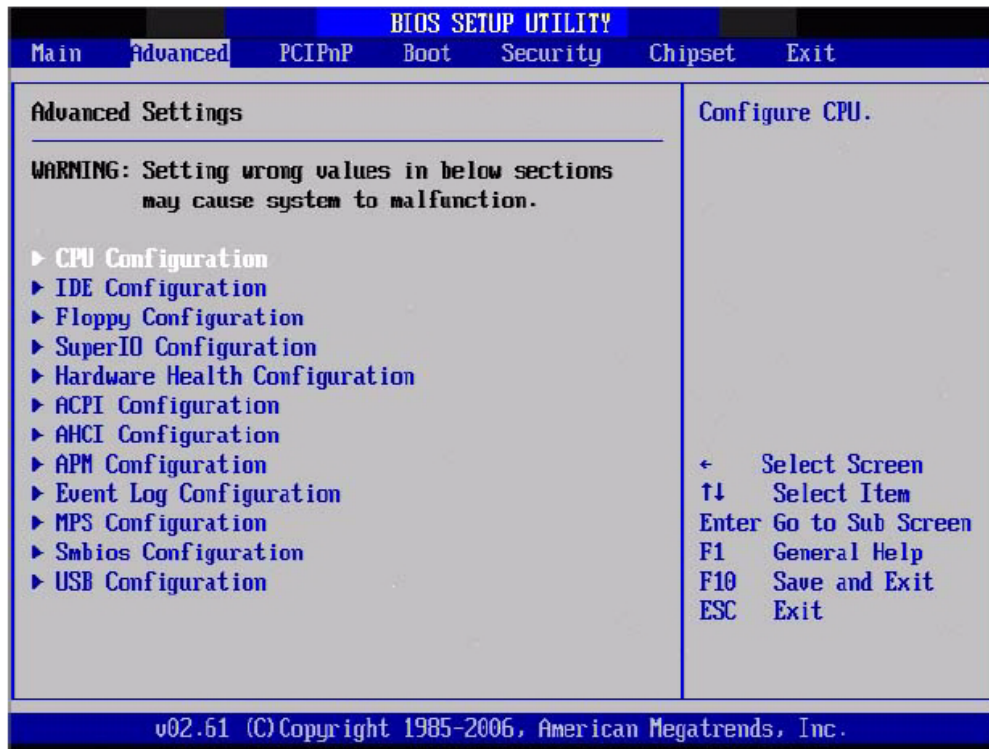 BIOS SETUP UTILITY
Main Advanced PCIPnP Boot Security Chipset Exit
Advanced Settings
WARNING: Setting wrong values in below sections
may cause system to malfunction.
▶ CPU Configuration
▶ IDE Configuration
▶ Floppy Configuration
▶ SuperIO Configuration
▶ Hardware Health Configuration
▶ ACPI Configuration
▶ AHCI Configuration
▶ APM Configuration
▶ Event Log Configuration
▶ MPS Configuration
▶ Smbios Configuration
▶ USB Configuration
Configure CPU.
← Select Screen
↑↓ Select Item
Enter Go to Sub Screen
F1 General Help
F10 Save and Exit
ESC Exit
v02.61 (C)Copyright 1985-2006, American Megatrends, Inc.